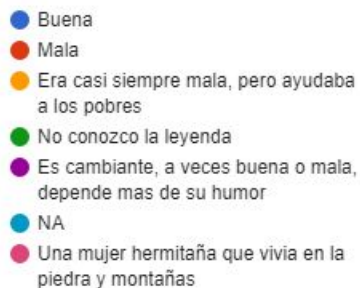 Buena
Mala
Era casi siempre mala, pero ayudaba
a los pobres
No conozco la leyenda
Es cambiante, a veces buena o mala,
depende mas de su humor
NA
Una mujer hermitaña que vivia en la
piedra y montañas